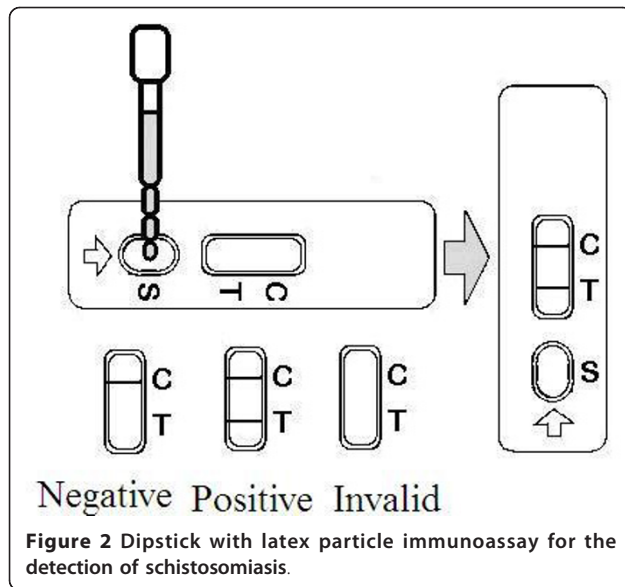 S T C
C
T
S
C C C
T T T
Negative Positive Invalid
Figure 2 Dipstick with latex particle immunoassay for the
detection of schistosomiasis.